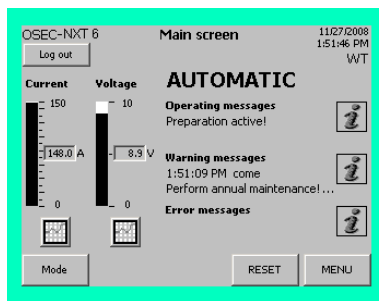 OSEC-NXT 6
Main screen
11/27/2008
1:51:46 PM
Log out
WT
Current
Voltage
AUTOMATIC
150
10
Operating messages
Preparation active!
148.0 A
8.9 V
Warning messages
1:51:09 PM come
Perform annual maintenance! ...
0
0
Error messages
Mode
RESET
MENU